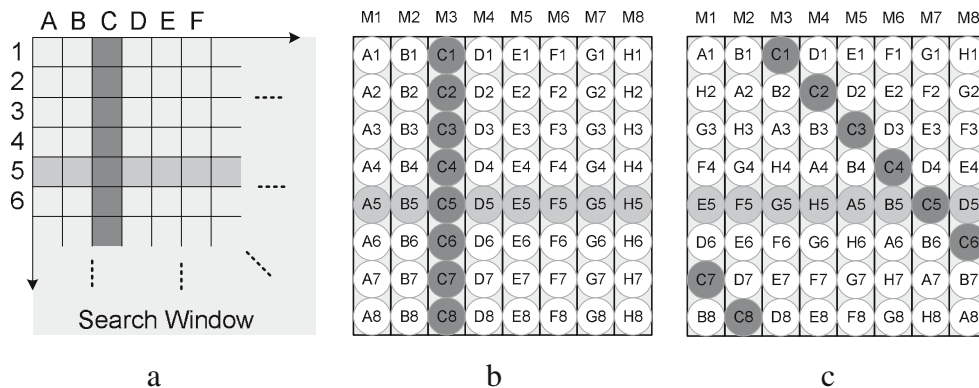 A B C D E F
1
2
3
4
5
6
Search Window
a
M1 M2 M3 M4 M5 M6 M7 M8
A1 B1 C1 D1 E1 F1 G1 H1
A2 B2 C2 D2 E2 F2 G2 H2
A3 B3 C3 D3 E3 F3 G3 H3
A4 B4 C4 D4 E4 F4 G4 H4
A5 B5 C5 D5 E5 F5 G5 H5
A6 B6 C6 D6 E6 F6 G6 H6
A7 B7 C7 D7 E7 F7 G7 H7
A8 B8 C8 D8 E8 F8 G8 H8
b
M1 M2 M3 M4 M5 M6 M7 M8
A1 B1 C1 D1 E1 F1 G1 H1
H2 A2 B2 C2 D2 E2 F2 G2
G3 H3 A3 B3 C3 D3 E3 F3
F4 G4 H4 A4 B4 C4 D4 E4
E5 F5 G5 H5 A5 B5 C5 D5
D6 E6 F6 G6 H6 A6 B6 C6
C7 D7 E7 F7 G7 H7 A7 B7
B8 C8 D8 E8 F8 G8 H8 A8
c